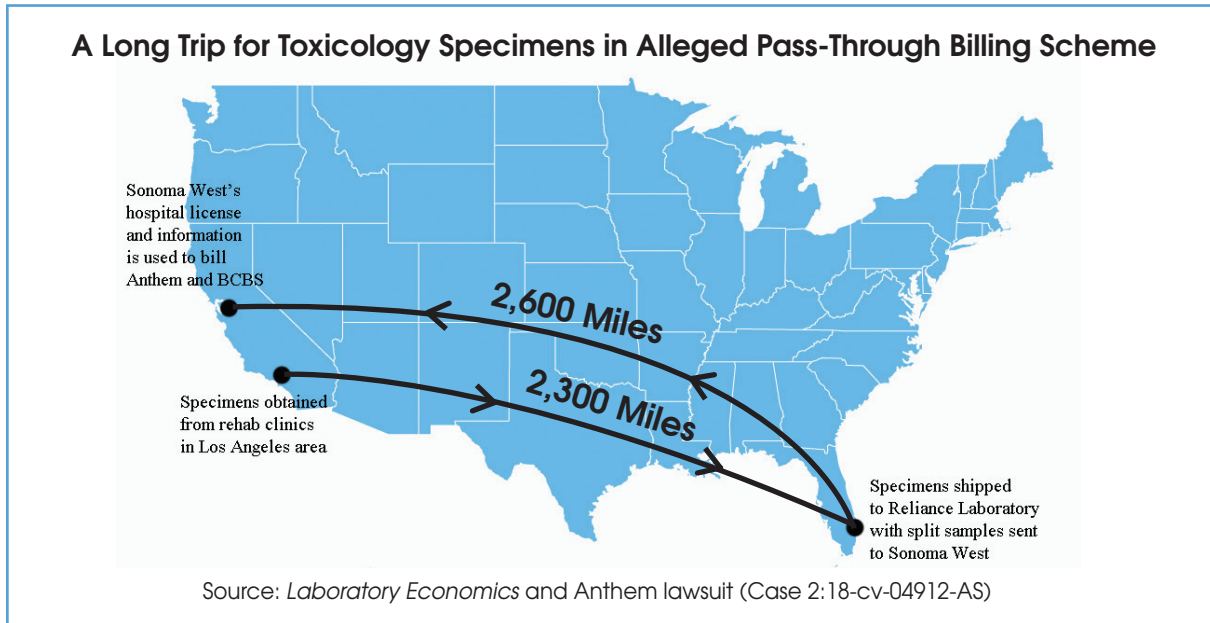 A Long Trip for Toxicology Specimens in Alleged Pass-Through Billing Scheme
Sonoma West's
hospital license
and information
is used to bill
Anthem and BCBS
2,600 Miles
2,300 Miles
Specimens obtained
from rehab clinics
in Los Angeles area
Specimens shipped
to Reliance Laboratory
with split samples sent
to Sonoma West
Source: Laboratory Economics and Anthem lawsuit (Case 2:18-cv-04912-AS)